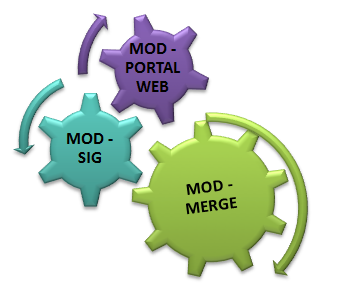 MOD -
PORTAL
WEB
MOD -
SIG
MOD -
MERGE